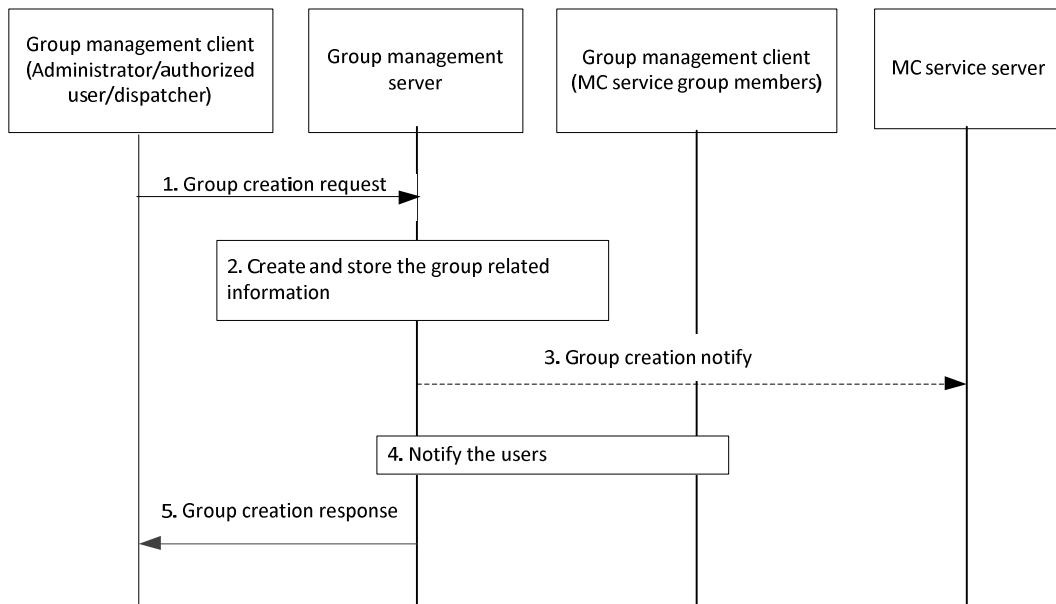 Group management client
(Administrator/authorized
user/dispatcher)
Group management
server
Group management client
(MC service group members)
MC service server
1. Group creation request
2. Create and store the group related
information
3. Group creation notify
4. Notify the users
5. Group creation response